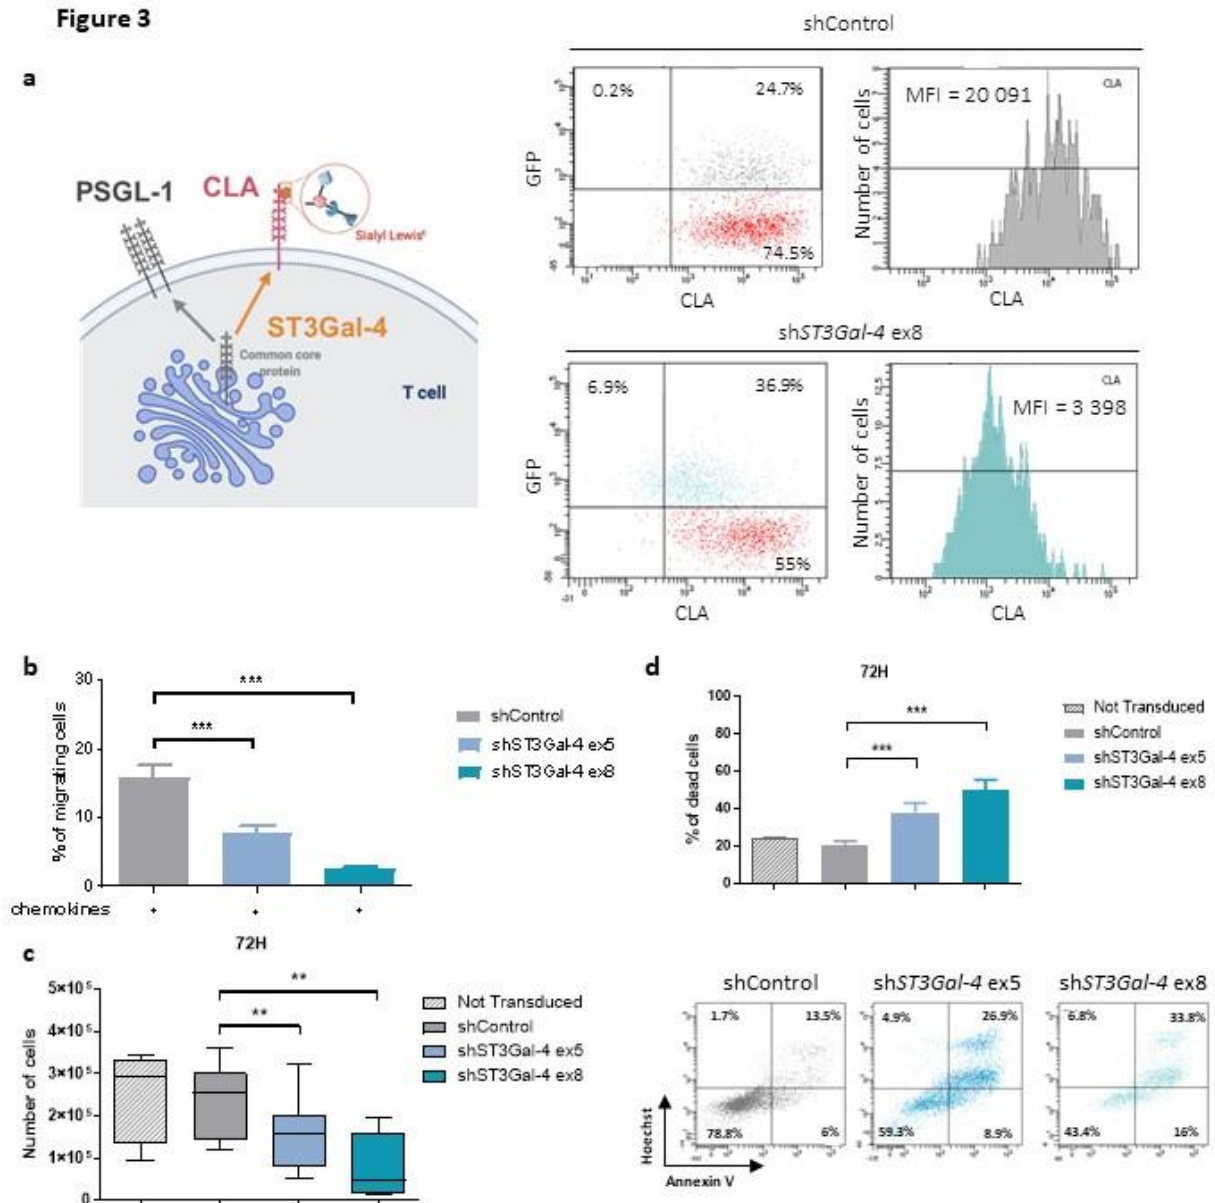 Figure 3
a
PSGL-1
CLA
Sialyl Lewisˣ
ST3Gal-4
Common core
protein
T cell
shControl
0.2%
24.7%
GFP
74.5%
CLA
CLA
MFI = 20 091
Number of cells
CLA
shST3Gal-4 ex8
6.9%
36.9%
GFP
55%
CLA
CLA
MFI = 3 398
Number of cells
CLA
b
30
20
10
0
% of migrating cells
***
***
chemokines + + +
shControl
shST3Gal-4 ex5
shST3Gal-4 ex8
c
72H
5×10⁵
4×10⁵
3×10⁵
2×10⁵
1×10⁵
0
Number of cells
**
**
Not Transduced
shControl
shST3Gal-4 ex5
shST3Gal-4 ex8
d
72H
100
80
60
40
20
0
% of dead cells
***
***
Not Transduced
shControl
shST3Gal-4 ex5
shST3Gal-4 ex8
shControl
1.7%
13.5%
78.8%
6%
shST3Gal-4 ex5
4.9%
26.9%
59.3%
8.9%
shST3Gal-4 ex8
6.8%
33.8%
43.4%
16%
Hoechst
Annexin V